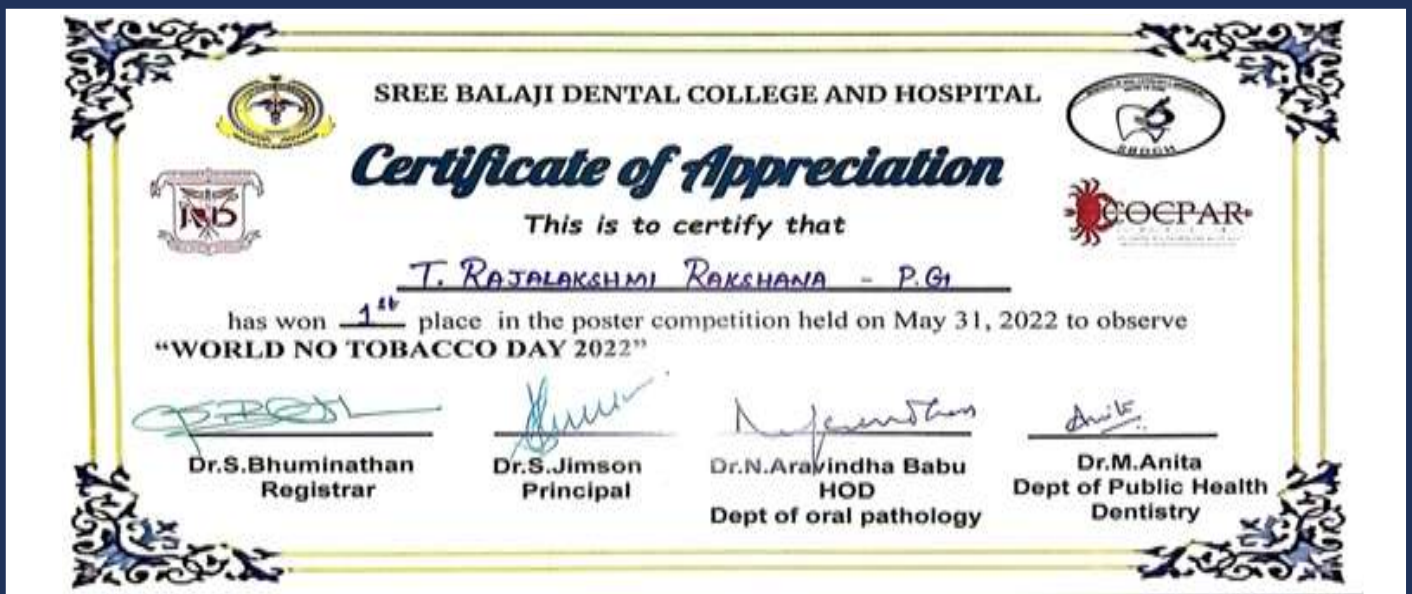 SREE BALAJI DENTAL COLLEGE AND HOSPITAL
SBDCH
Certificate of Appreciation
COCPAR
This is to certify that
T. RAJALAKSHMI RAKSHANA - P.G
has won 1st place in the poster competition held on May 31, 2022 to observe
“WORLD NO TOBACCO DAY 2022”
Dr.S.Bhuminathan
Registrar
Dr.S.Jimson
Principal
Dr.N.Aravindha Babu
HOD
Dept of oral pathology
Dr.M.Anita
Dept of Public Health
Dentistry